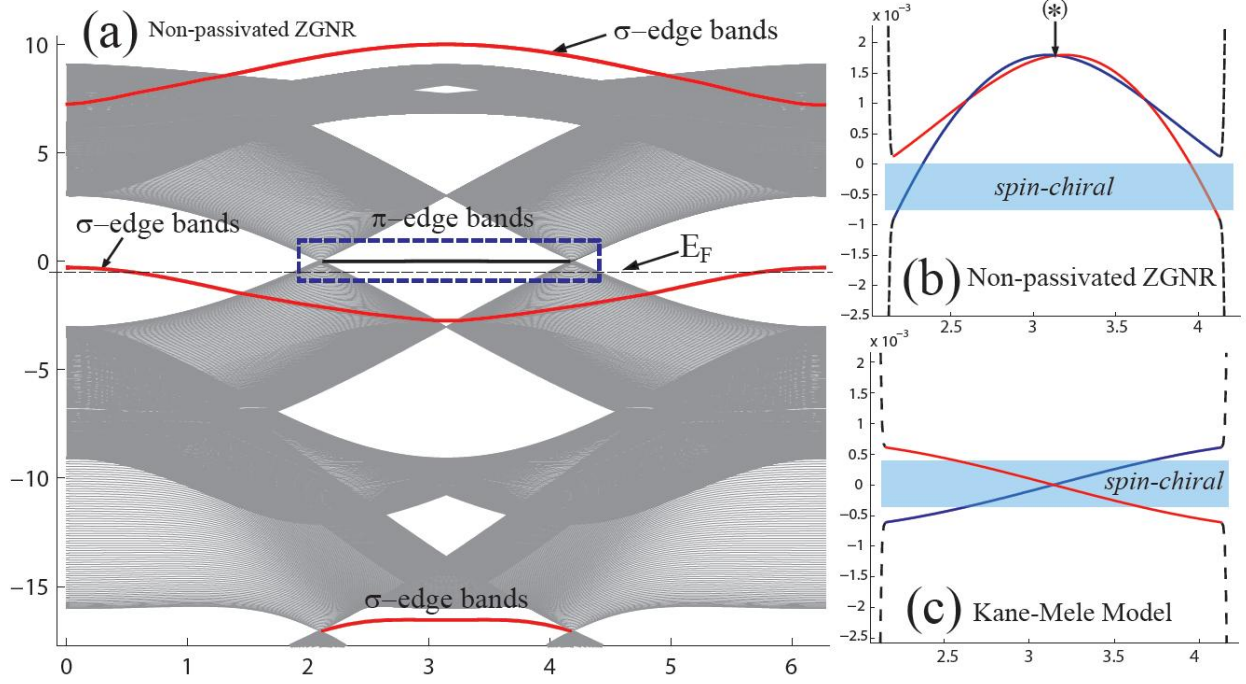 (a) Non-passivated ZGNR
σ−edge bands
10
5
0
−5
−10
−15
σ−edge bands
π−edge bands
E_F
σ−edge bands
0 1 2 3 4 5 6
x 10⁻³
(*)
2
1.5
1
0.5
0
−0.5
−1
−1.5
−2
−2.5
spin-chiral
(b) Non-passivated ZGNR
2.5 3 3.5 4
x 10⁻³
2
1.5
1
0.5
0
−0.5
−1
−1.5
−2
−2.5
spin-chiral
(c) Kane-Mele Model
2.5 3 3.5 4